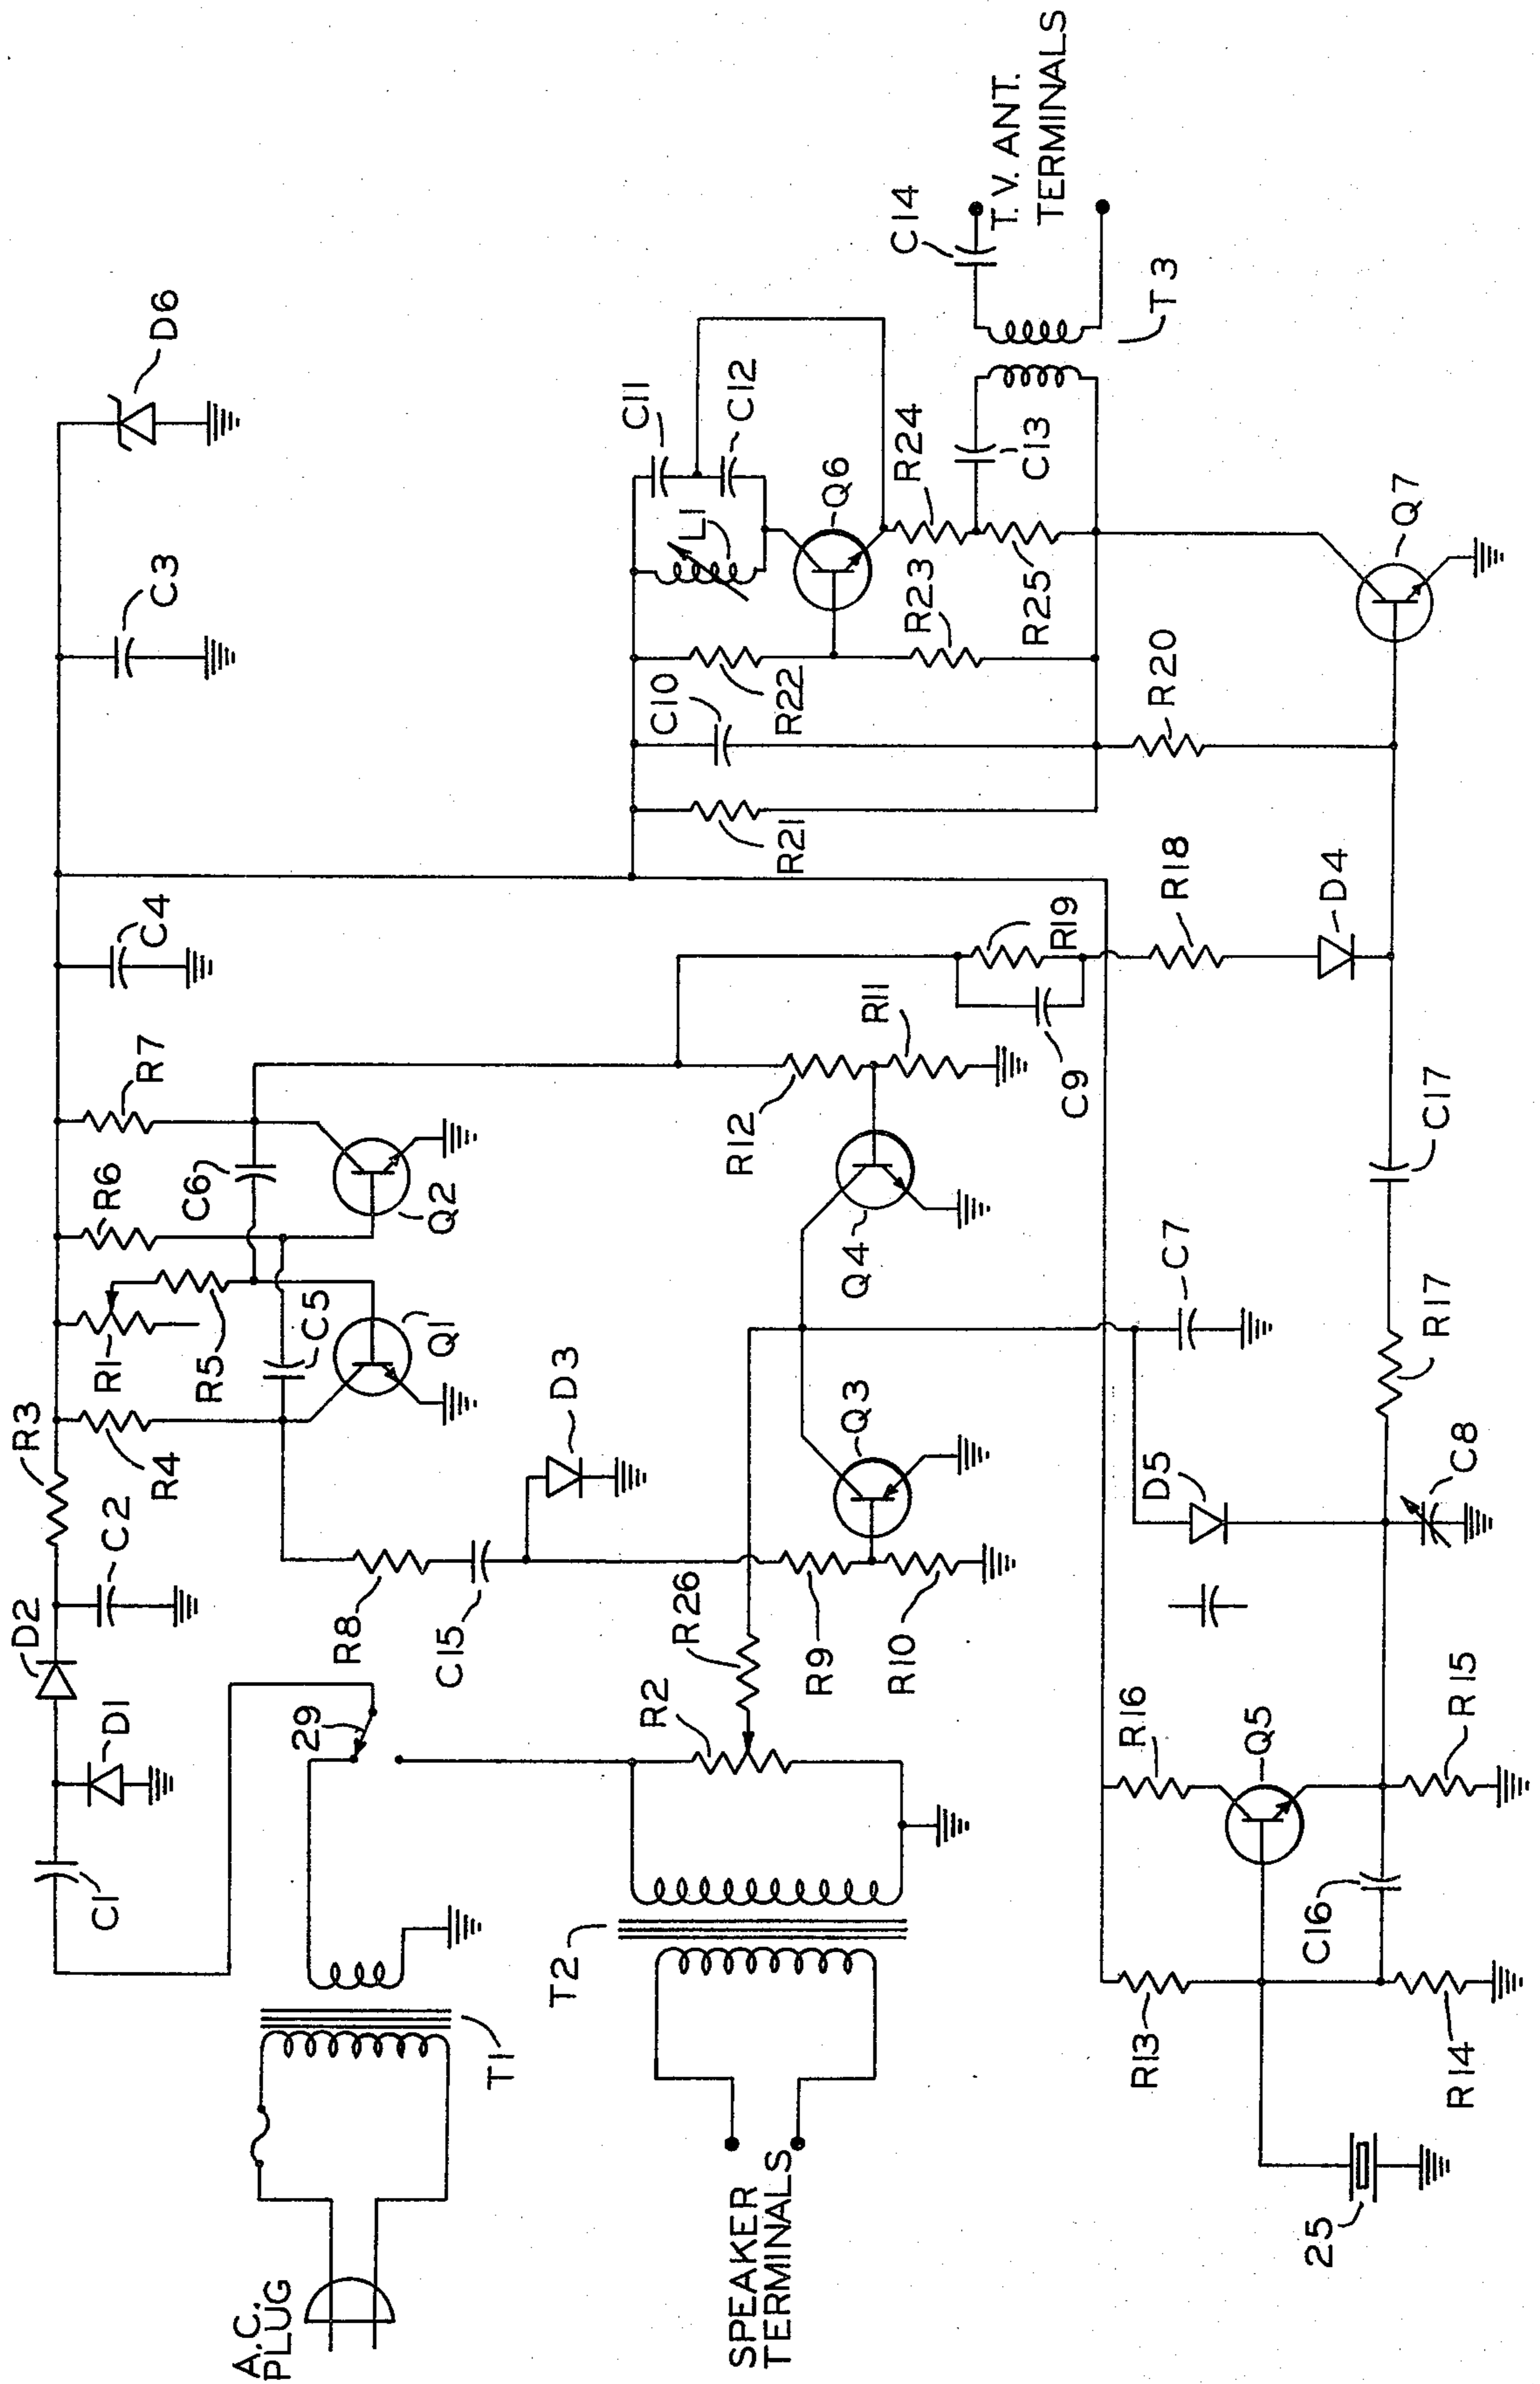 A.C.
PLUG
T1
C1
D1
D2
C2
R3
R4
R1
R5
R6
C6
R7
C4
C3
D6
C5
Q1
Q2
29
R8
C15
D3
SPEAKER
TERMINALS
T2
R2
R26
R9
R10
Q3
Q4
R12
R11
C9
R19
R18
D4
R21
C10
R22
L1
C11
C12
Q6
R23
R24
R25
C13
C14
T.V. ANT.
TERMINALS
T3
R20
Q7
C7
D5
C8
R17
C17
25
R13
R14
C16
R16
Q5
R15